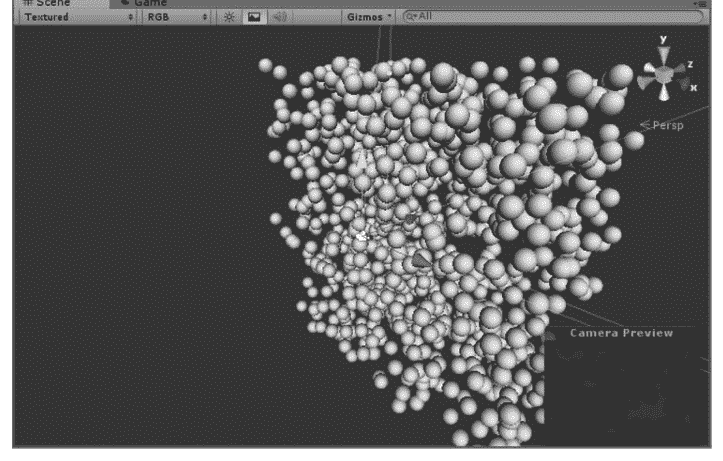 Scene Game
Textured RGB Gizmos All
y
z
x
Persp
Camera Preview